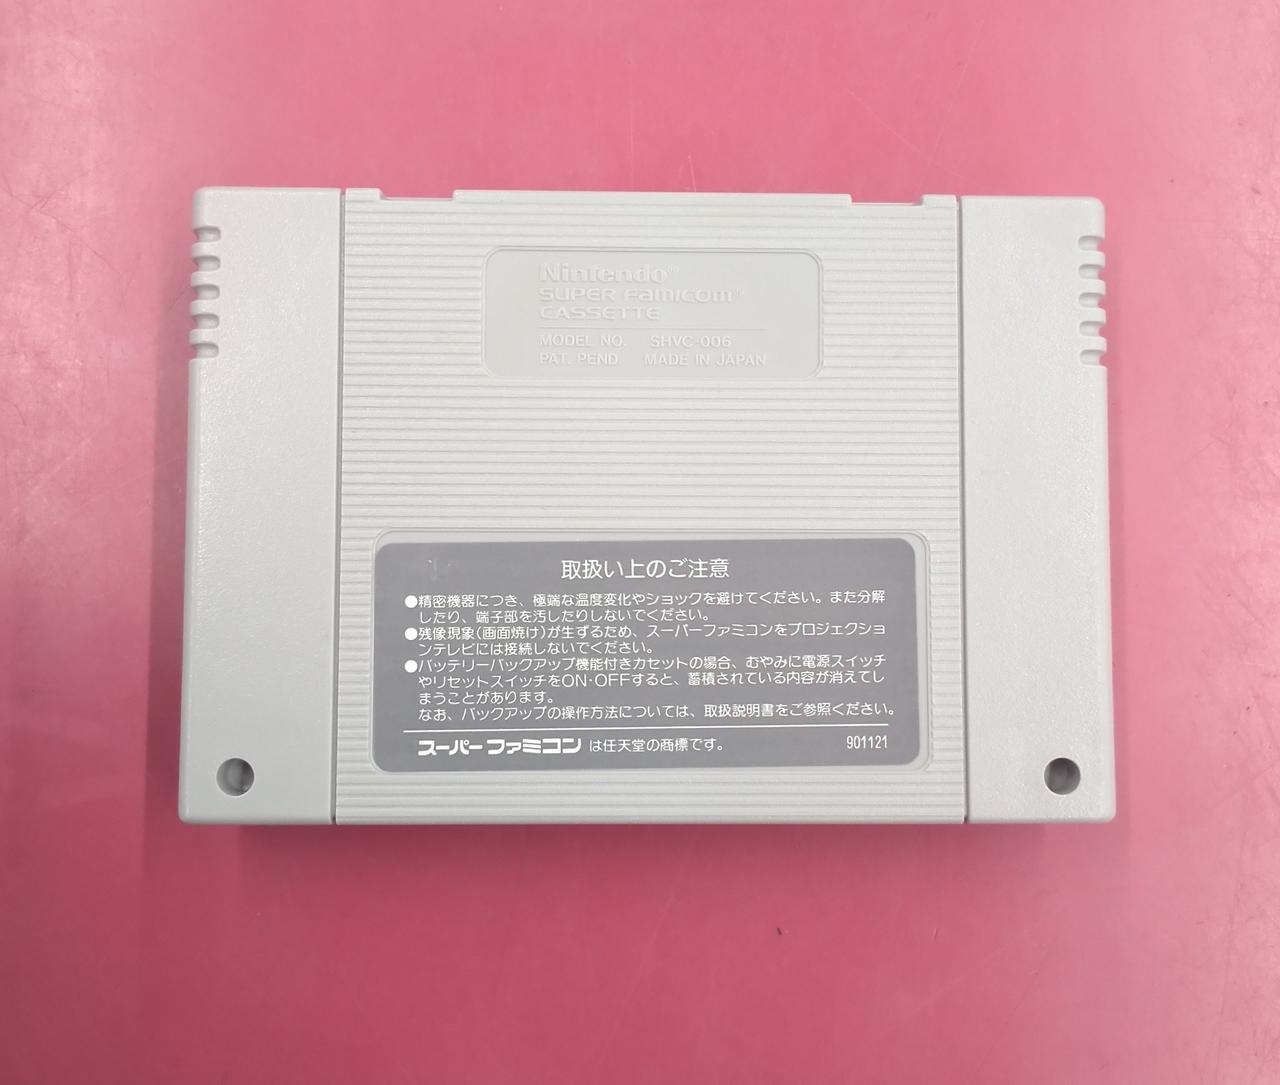 Nintendo®
SUPER FAMICOM®
CASSETTE
MODEL NO. SHVC-006
PAT. PEND. MADE IN JAPAN
取扱い上のご注意
●精密機器につき、極端な温度変化やショックを避けてください。また分解
したり、端子部を汚したりしないでください。
●残像現象(画面焼け)が生ずるため、スーパーファミコンをプロジェクショ
ンテレビには接続しないでください。
●バッテリーバックアップ機能付きカセットの場合、むやみに電源スイッチ
やリセットスイッチをON・OFFすると、蓄積されている内容が消えてし
まうことがあります。
なお、バックアップの操作方法については、取扱説明書をご参照ください。
スーパーファミコン は任天堂の商標です。 901121